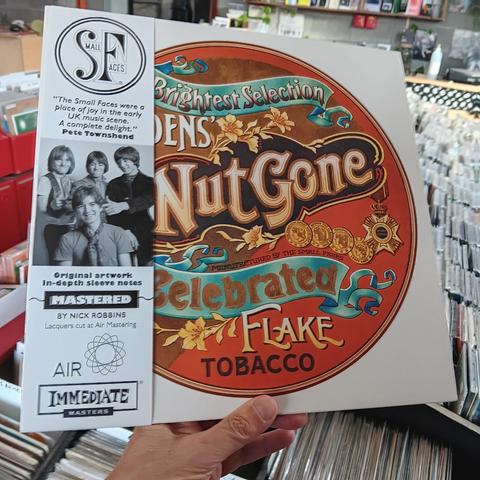 SMALL
FACES
SF
"The Small Faces were a
place of joy in the early
UK music scene.
A complete delight."
Pete Townshend
Original artwork
In-depth sleeve notes
MASTERED
BY NICK ROBBINS
Lacquers cut at Air Mastering
AIR
IMMEDIATE
MASTERS
Brightest Selection
DENS'
Nut Gone
MANUFACTURED BY THE SMALL FACES
Celebrated
FLAKE
TOBACCO